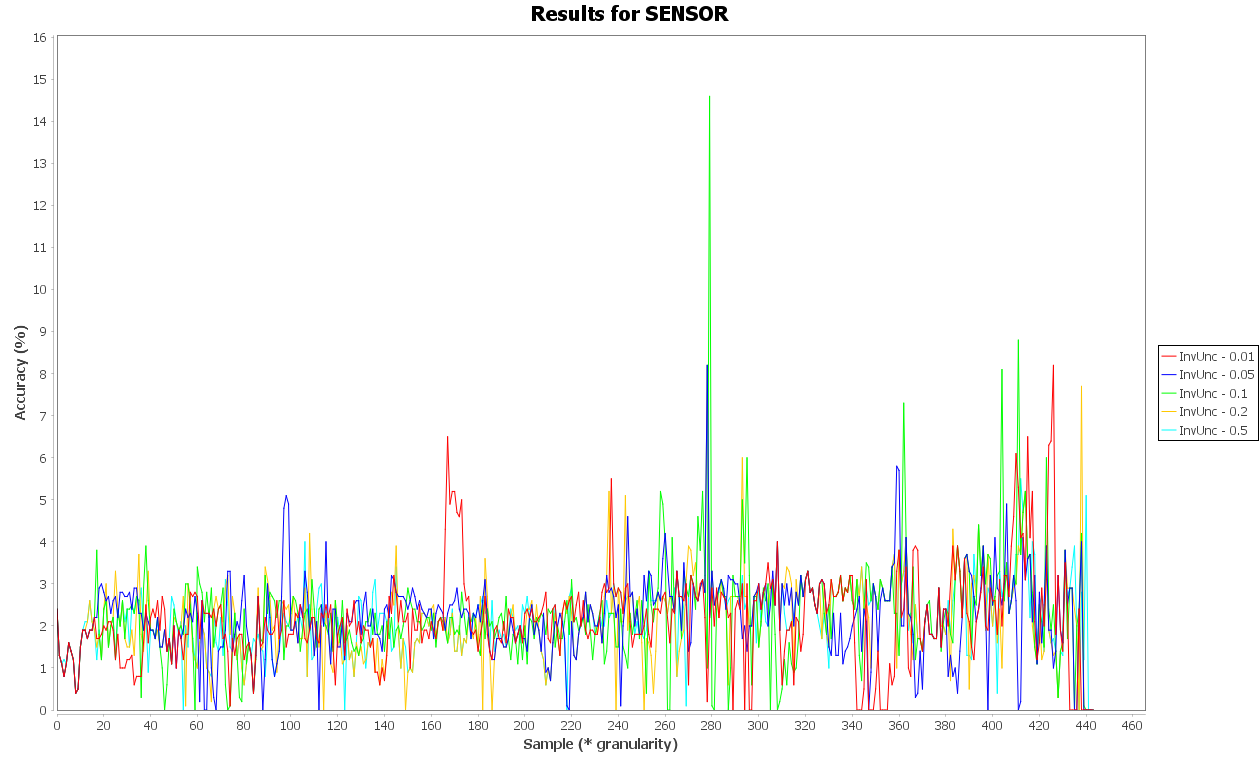 Results for SENSOR
16
15
14
13
12
11
10
9
8
7
6
5
4
3
2
1
0
Accuracy (%)
0 20 40 60 80 100 120 140 160 180 200 220 240 260 280 300 320 340 360 380 400 420 440 460
Sample (* granularity)
InvUnc - 0.01
InvUnc - 0.05
InvUnc - 0.1
InvUnc - 0.2
InvUnc - 0.5